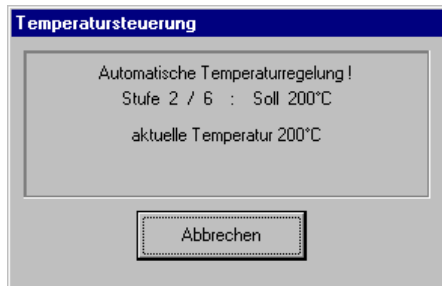 Temperatursteuerung
Automatische Temperaturregelung !
Stufe 2 / 6 : Soll 200°C
aktuelle Temperatur 200°C
Abbrechen